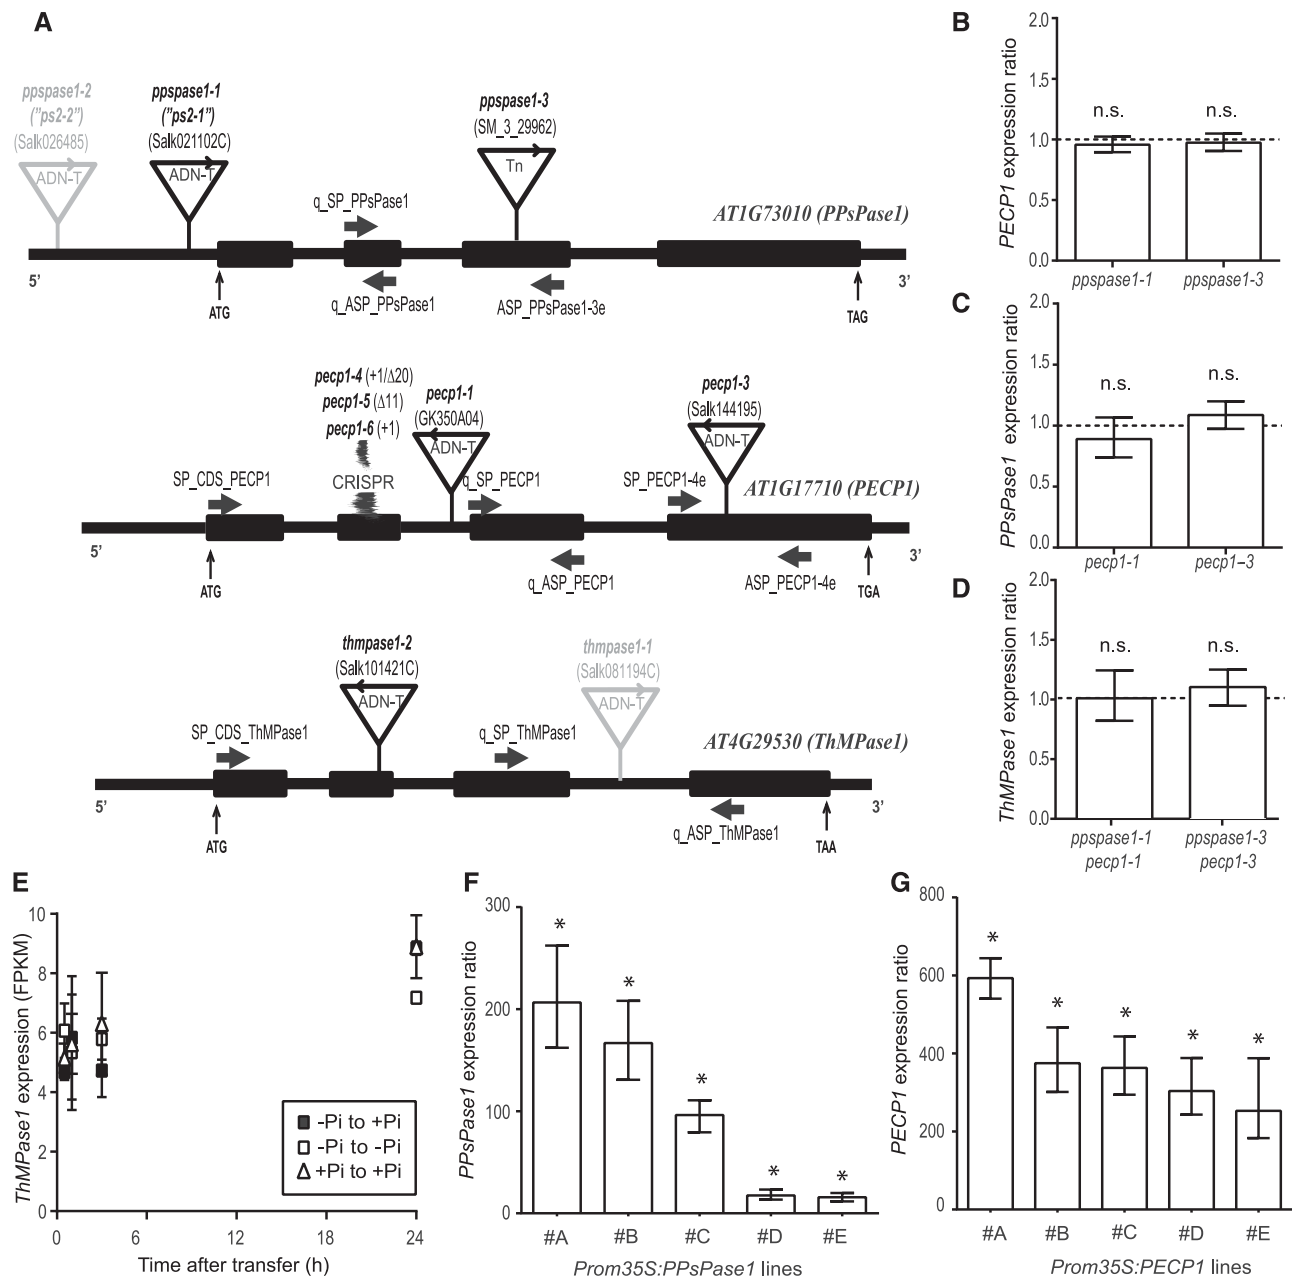 A
ppspase1-2
("ps2-2")
(Salk026485)
ADN-T
ppspase1-1
("ps2-1")
(Salk021102C)
ADN-T
ppspase1-3
(SM_3_29962)
Tn
q_SP_PPsPase1
AT1G73010 (PPsPase1)
5'
3'
q_ASP_PPsPase1
ASP_PPsPase1-3e
ATG
TAG
pecp1-4 (+1/Δ20)
pecp1-5 (Δ11)
pecp1-6 (+1)
CRISPR
pecp1-1
(GK350A04)
ADN-T
pecp1-3
(Salk144195)
ADN-T
SP_CDS_PECP1
q_SP_PECP1
SP_PECP1-4e
AT1G17710 (PECP1)
5'
3'
q_ASP_PECP1
ASP_PECP1-4e
ATG
TGA
thmpase1-2
(Salk101421C)
ADN-T
thmpase1-1
(Salk081194C)
ADN-T
SP_CDS_ThMPase1
q_SP_ThMPase1
AT4G29530 (ThMPase1)
5'
3'
q_ASP_ThMPase1
ATG
TAA
B
PECP1 expression ratio
2.0
1.5
1.0
0.5
0.0
n.s.
n.s.
ppspase1-1
ppspase1-3
C
PPsPase1 expression ratio
2.0
1.5
1.0
0.5
0.0
n.s.
n.s.
pecp1-1
pecp1–3
D
ThMPase1 expression ratio
2.0
1.5
1.0
0.5
0.0
n.s.
n.s.
ppspase1-1
pecp1-1
ppspase1-3
pecp1-3
E
ThMPase1 expression (FPKM)
10
8
6
4
2
0
-Pi to +Pi
-Pi to -Pi
+Pi to +Pi
0
6
12
18
24
Time after transfer (h)
F
PPsPase1 expression ratio
300
200
100
0
*
*
*
*
*
#A
#B
#C
#D
#E
Prom35S:PPsPase1 lines
G
PECP1 expression ratio
800
600
400
200
0
*
*
*
*
*
#A
#B
#C
#D
#E
Prom35S:PECP1 lines